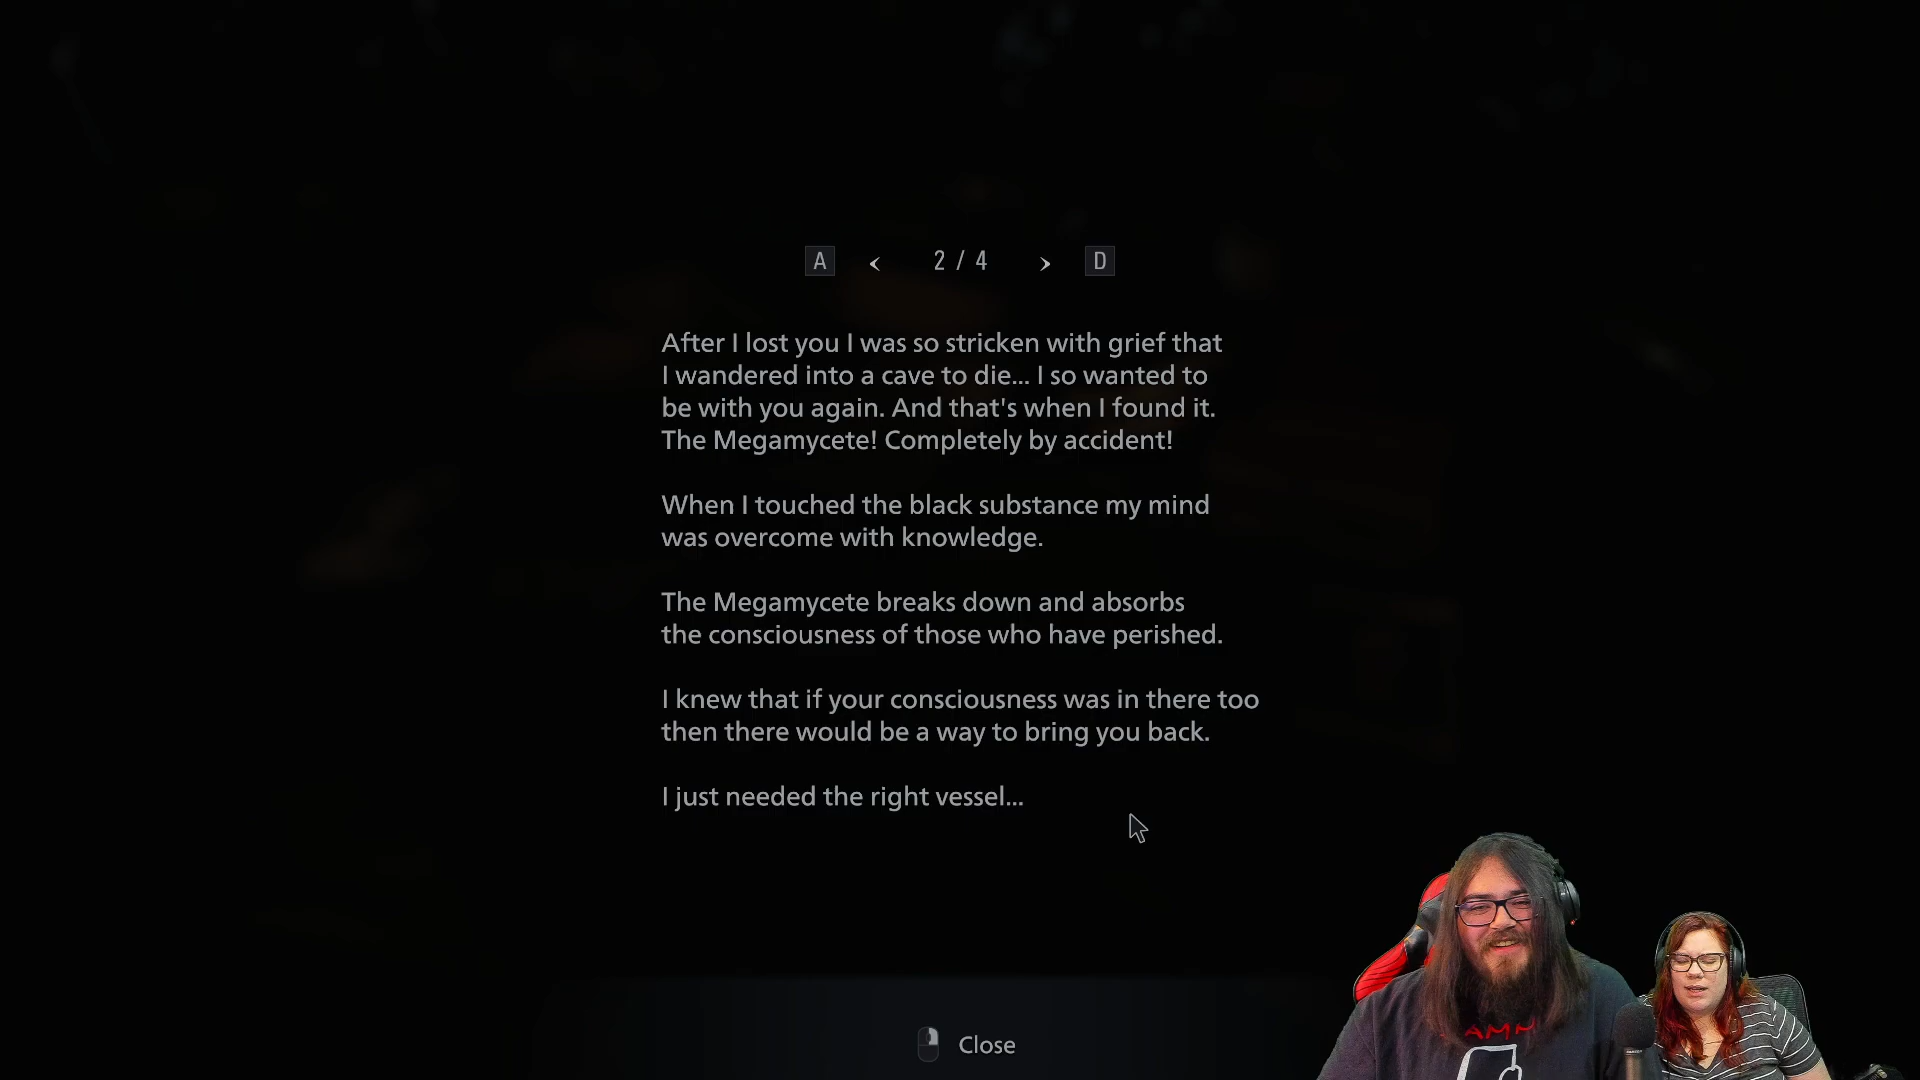 A < 2 / 4 > D
After I lost you I was so stricken with grief that
I wandered into a cave to die... I so wanted to
be with you again. And that's when I found it.
The Megamycete! Completely by accident!
When I touched the black substance my mind
was overcome with knowledge.
The Megamycete breaks down and absorbs
the consciousness of those who have perished.
I knew that if your consciousness was in there too
then there would be a way to bring you back.
I just needed the right vessel...
Close